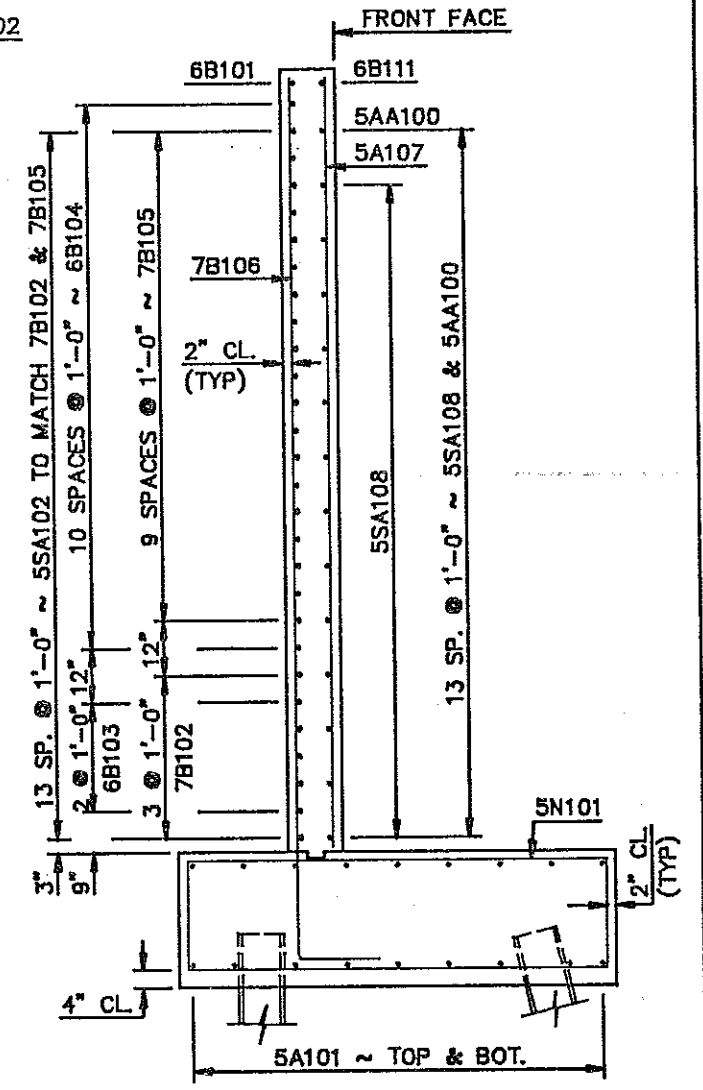 02
FRONT FACE
6B101
6B111
5AA100
5A107
13 SP. @ 1'-0" ~ 5SA102 TO MATCH 7B102 & 7B105
10 SPACES @ 1'-0" ~ 6B104
9 SPACES @ 1'-0" ~ 7B105
7B106
2" CL.
(TYP)
5SA108
13 SP. @ 1'-0" ~ 5SA108 & 5AA100
12"
12"
2 @ 1'-0"
6B103
3 @ 1'-0"
7B102
5N101
3"
9"
2" CL
(TYP)
4" CL.
5A101 ~ TOP & BOT.